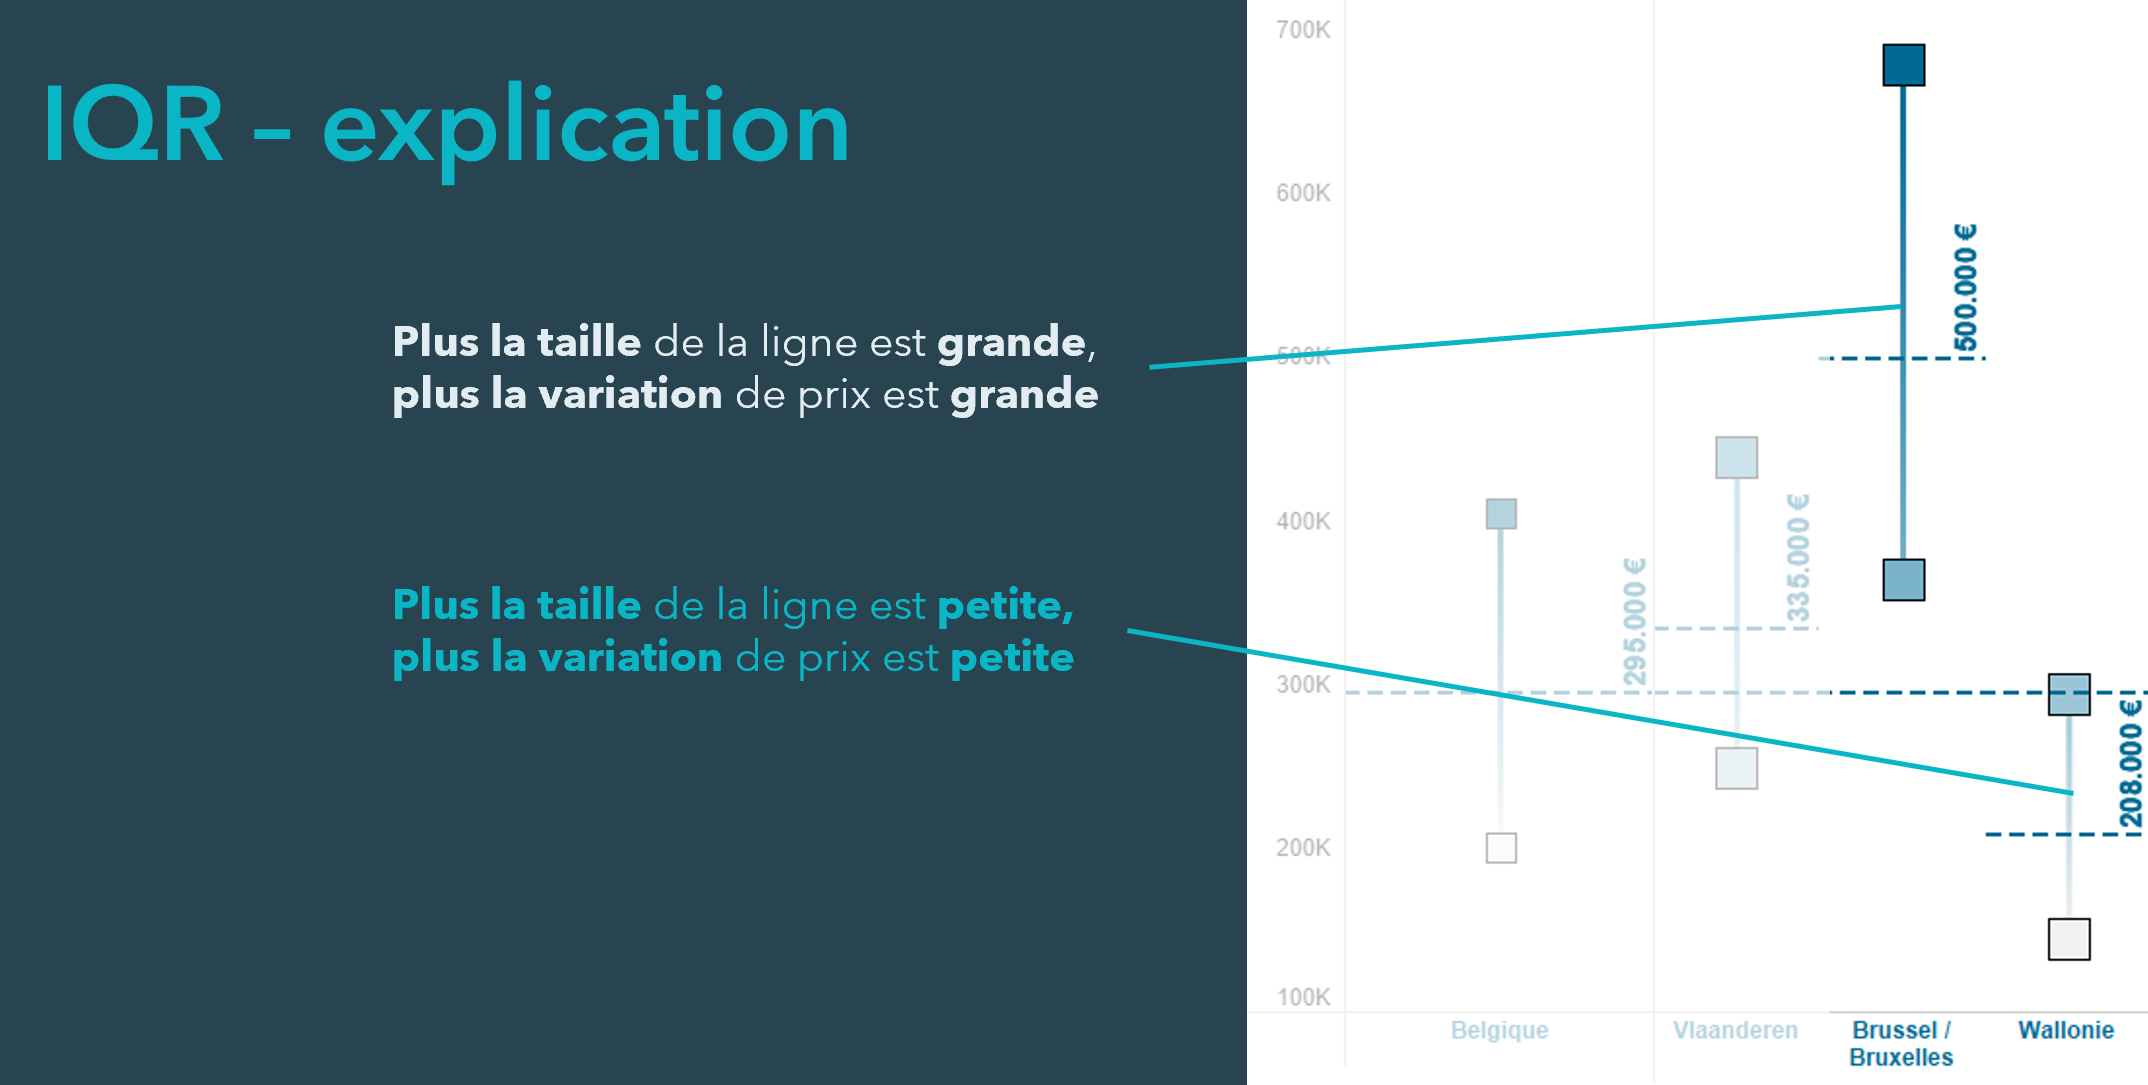 IQR – explication
Plus la taille de la ligne est grande,
plus la variation de prix est grande
Plus la taille de la ligne est petite,
plus la variation de prix est petite
700K
600K
500K
400K
300K
200K
100K
295.000 €
335.000 €
500.000 €
208.000 €
Belgique
Vlaanderen
Brussel /
Bruxelles
Wallonie